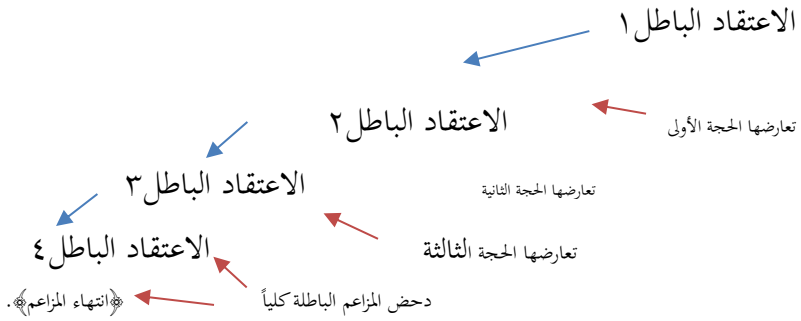 الاعتقاد الباطل١
الاعتقاد الباطل٢
تعارضها الحجة الأولى
الاعتقاد الباطل٣
تعارضها الحجة الثانية
الاعتقاد الباطل٤
تعارضها الحجة الثالثة
دحض المزاعم الباطلة كلياً
﴿انتهاء المزاعم﴾.